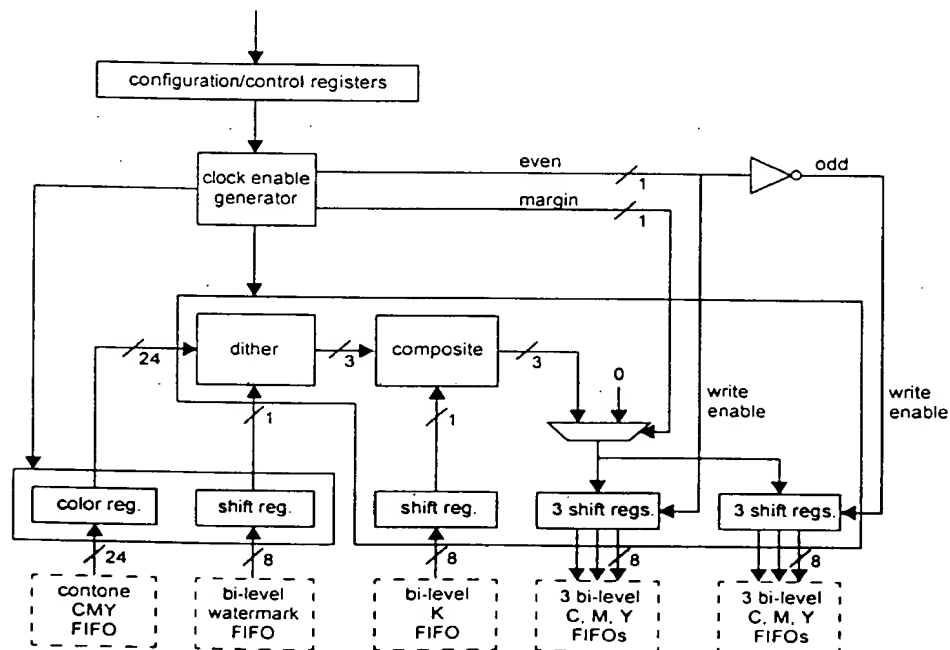 configuration/control registers
clock enable
generator
even
1
odd
margin
1
dither
composite
24
3
3
0
1
1
write
enable
write
enable
color reg.
shift reg.
shift reg.
3 shift regs.
3 shift regs.
24
8
8
8
8
contone
CMY
FIFO
bi-level
watermark
FIFO
bi-level
K
FIFO
3 bi-level
C, M, Y
FIFOs
3 bi-level
C, M, Y
FIFOs